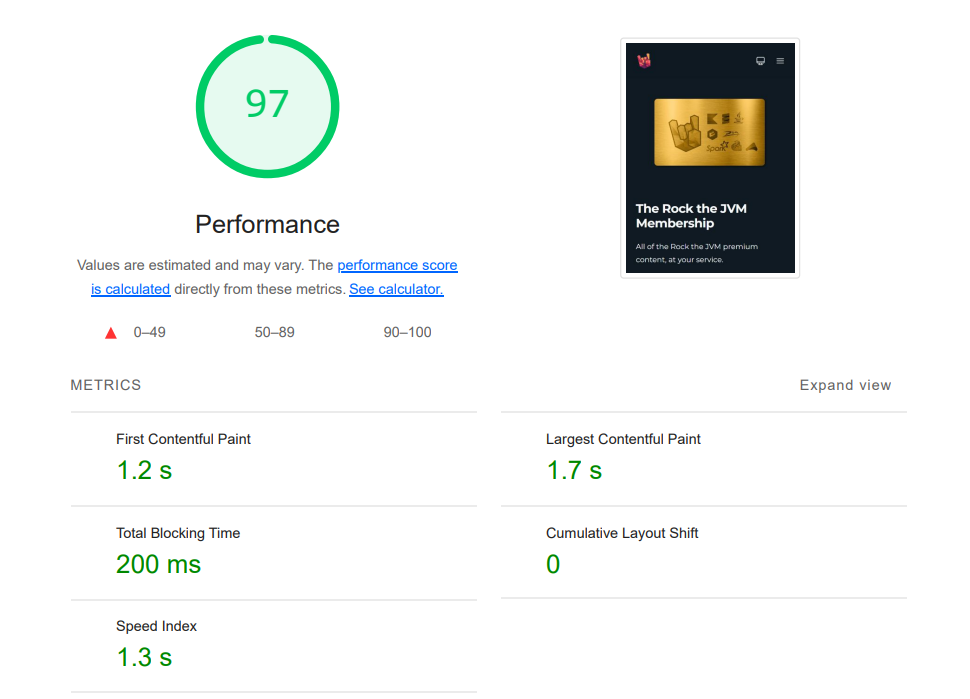 97
Performance
Values are estimated and may vary. The performance score
is calculated directly from these metrics. See calculator.
0–49
50–89
90–100
Spark
The Rock the JVM
Membership
All of the Rock the JVM premium
content, at your service.
METRICS
Expand view
First Contentful Paint
1.2 s
Largest Contentful Paint
1.7 s
Total Blocking Time
200 ms
Cumulative Layout Shift
0
Speed Index
1.3 s